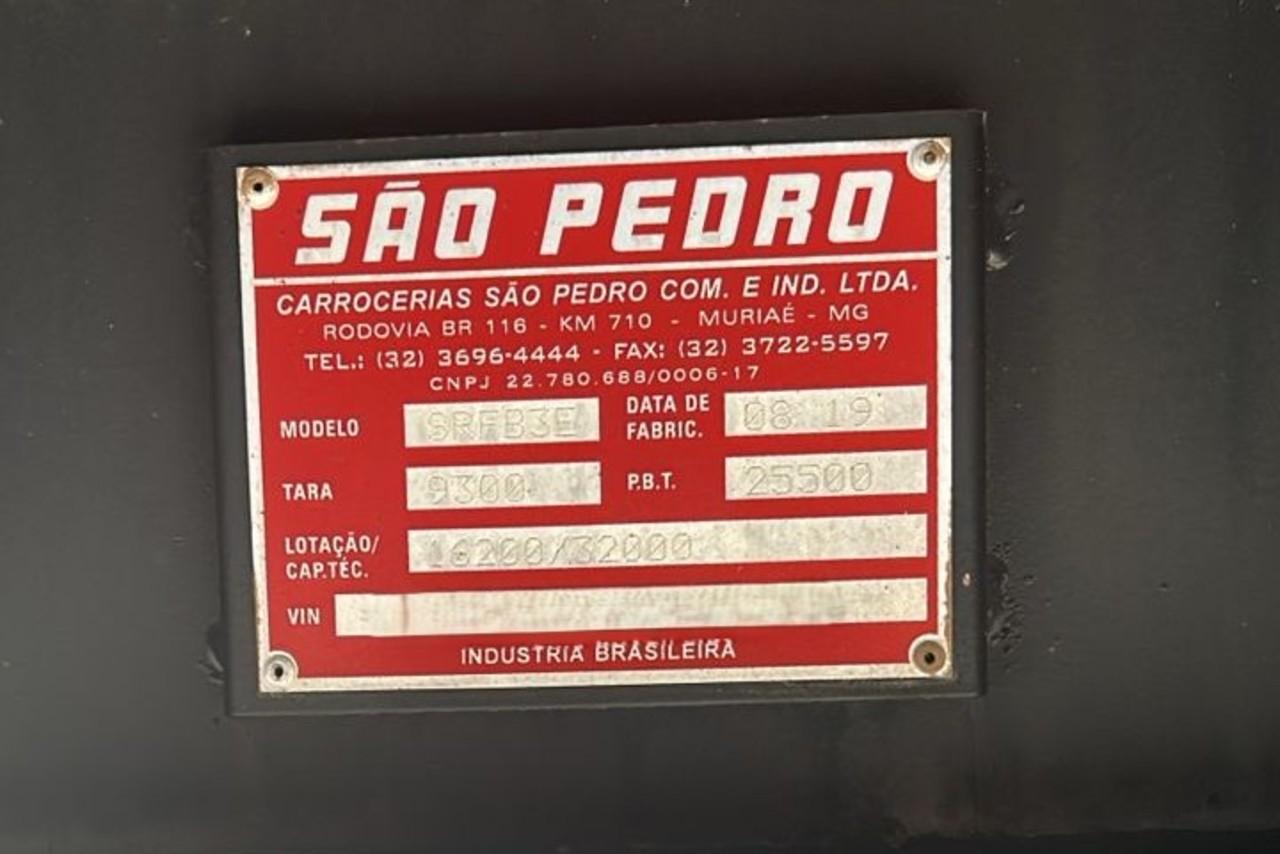 SÃO PEDRO
CARROCERIAS SÃO PEDRO COM. E IND. LTDA.
RODOVIA BR 116 - KM 710 - MURIAÉ - MG
TEL.: (32) 3696-4444 - FAX: (32) 3722-5597
CNPJ 22.780.688/0006-17
MODELO SRFB3E DATA DE FABRIC. 08 19
TARA 9300 P.B.T. 25500
LOTAÇÃO/ CAP.TÉC. 16200/32000
VIN
INDUSTRIA BRASILEIRA